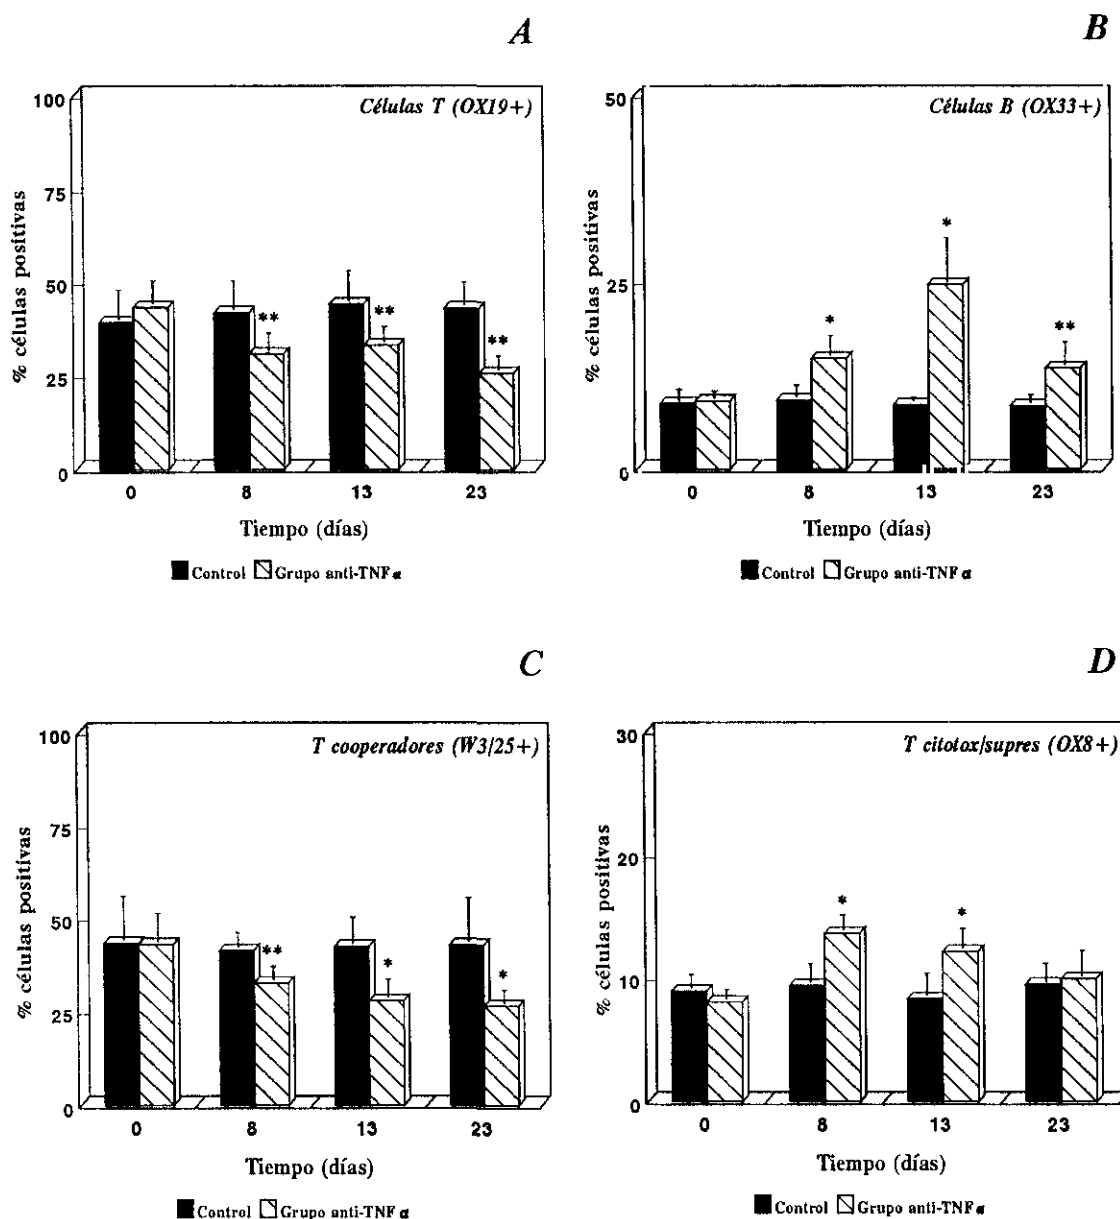 A
Células T (OX19+)
% células positivas
100
75
50
25
0
**
**
**
0 8 13 23
Tiempo (días)
Control Grupo anti-TNF α
B
Células B (OX33+)
% células positivas
50
25
0
*
*
**
0 8 13 23
Tiempo (días)
Control Grupo anti-TNF α
C
T cooperadores (W3/25+)
% células positivas
100
75
50
25
0
**
*
*
0 8 13 23
Tiempo (días)
Control Grupo anti-TNF α
D
T citotox/supres (OX8+)
% células positivas
30
20
10
0
*
*
0 8 13 23
Tiempo (días)
Control Grupo anti-TNF α